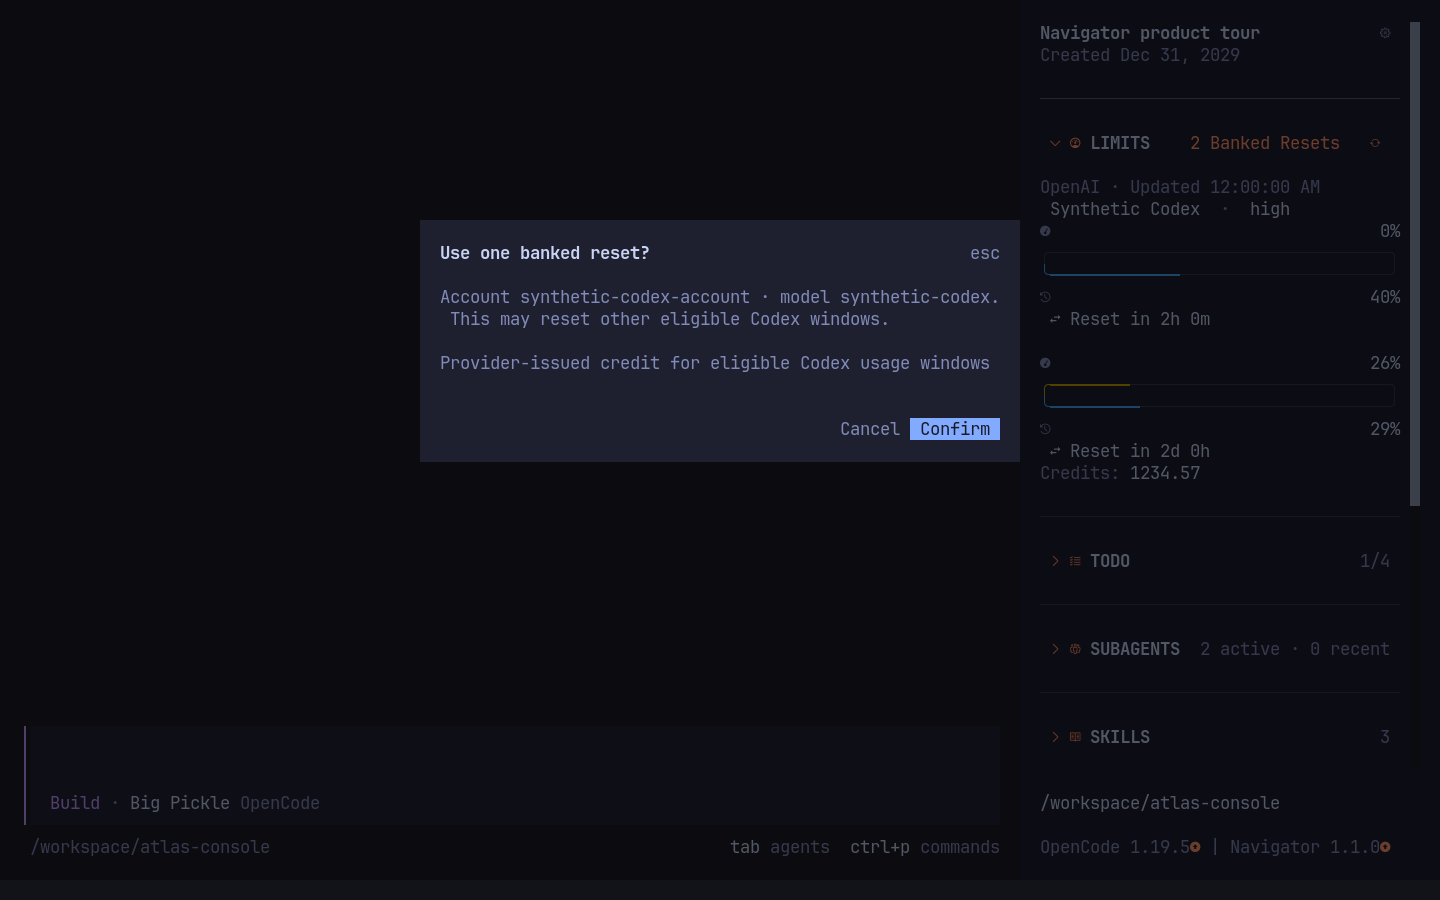 Navigator product tour
Created Dec 31, 2029
LIMITS 2 Banked Resets
OpenAI · Updated 12:00:00 AM
Synthetic Codex · high
0%
40%
Reset in 2h 0m
26%
29%
Reset in 2d 0h
Credits: 1234.57
TODO 1/4
SUBAGENTS 2 active · 0 recent
SKILLS 3
/workspace/atlas-console
OpenCode 1.19.5 | Navigator 1.1.0
Use one banked reset? esc
Account synthetic-codex-account · model synthetic-codex.
This may reset other eligible Codex windows.
Provider-issued credit for eligible Codex usage windows
Cancel Confirm
Build · Big Pickle OpenCode
/workspace/atlas-console tab agents ctrl+p commands